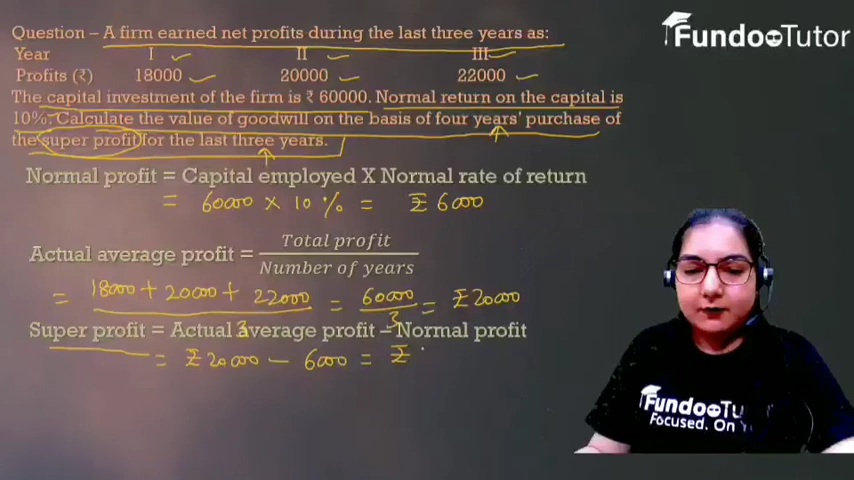 FundooTutor
Question – A firm earned net profits during the last three years as:
Year I II III
Profits (₹) 18000 20000 22000
The capital investment of the firm is ₹ 60000. Normal return on the capital is
10%. Calculate the value of goodwill on the basis of four years' purchase of
the super profit for the last three years.
Normal profit = Capital employed X Normal rate of return
= 60000 × 10 % = ₹ 6000
Actual average profit = Total profit / Number of years
= 18000 + 20000 + 22000 / 3 = 60000 / 3 = ₹ 20000
Super profit = Actual average profit – Normal profit
= ₹ 20000 – 6000 = ₹
FundooTu
Focused. On Yo